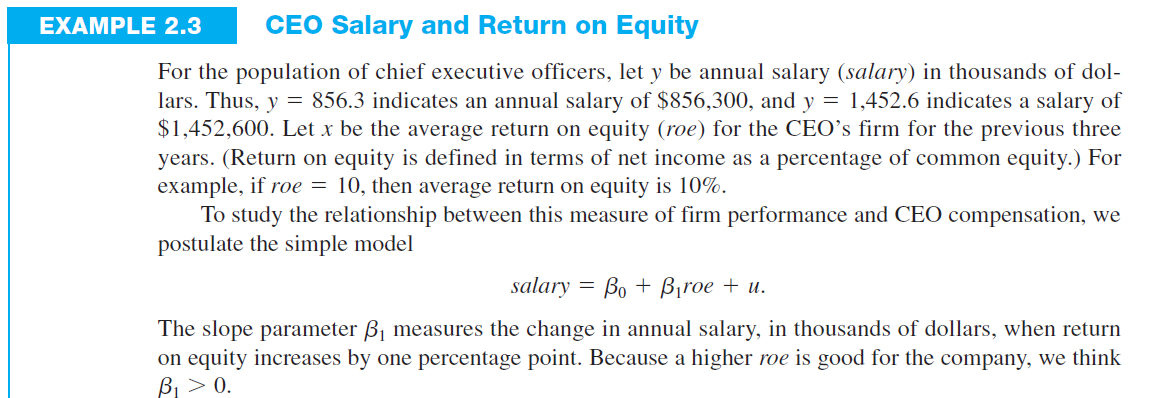 EXAMPLE 2.3 CEO Salary and Return on Equity
For the population of chief executive officers, let y be annual salary (salary) in thousands of dol-
lars. Thus, y = 856.3 indicates an annual salary of $856,300, and y = 1,452.6 indicates a salary of
$1,452,600. Let x be the average return on equity (roe) for the CEO’s firm for the previous three
years. (Return on equity is defined in terms of net income as a percentage of common equity.) For
example, if roe = 10, then average return on equity is 10%.
To study the relationship between this measure of firm performance and CEO compensation, we
postulate the simple model
salary = β₀ + β₁roe + u.
The slope parameter β₁ measures the change in annual salary, in thousands of dollars, when return
on equity increases by one percentage point. Because a higher roe is good for the company, we think
β₁ > 0.